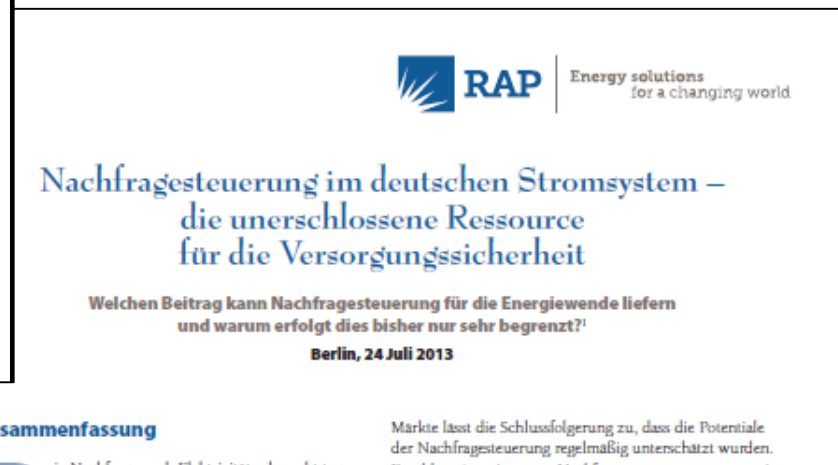 RAP
Energy solutions
for a changing world
Nachfragesteuerung im deutschen Stromsystem –
die unerschlossene Ressource
für die Versorgungssicherheit
Welchen Beitrag kann Nachfragesteuerung für die Energiewende liefern
und warum erfolgt dies bisher nur sehr begrenzt?¹
Berlin, 24 Juli 2013
sammenfassung
Märkte lässt die Schlussfolgerung zu, dass die Potentiale
der Nachfragesteuerung regelmäßig unterschätzt wurden.